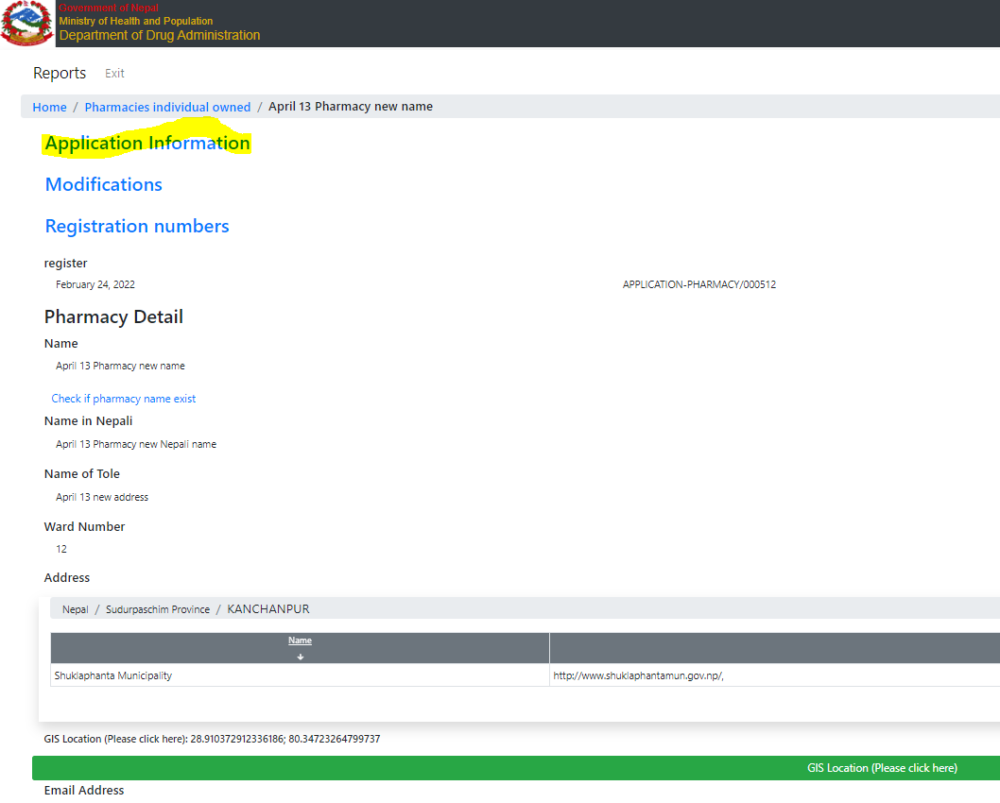 Government of Nepal
Ministry of Health and Population
Department of Drug Administration
Reports Exit
Home / Pharmacies individual owned / April 13 Pharmacy new name
Application Information
Modifications
Registration numbers
register
February 24, 2022 APPLICATION-PHARMACY/000512
Pharmacy Detail
Name
April 13 Pharmacy new name
Check if pharmacy name exist
Name in Nepali
April 13 Pharmacy new Nepali name
Name of Tole
April 13 new address
Ward Number
12
Address
Nepal / Sudurpaschim Province / KANCHANPUR
Name
Shuklaphanta Municipality http://www.shuklaphantamun.gov.np/,
GIS Location (Please click here): 28.910372912336186; 80.34723264799737
GIS Location (Please click here)
Email Address